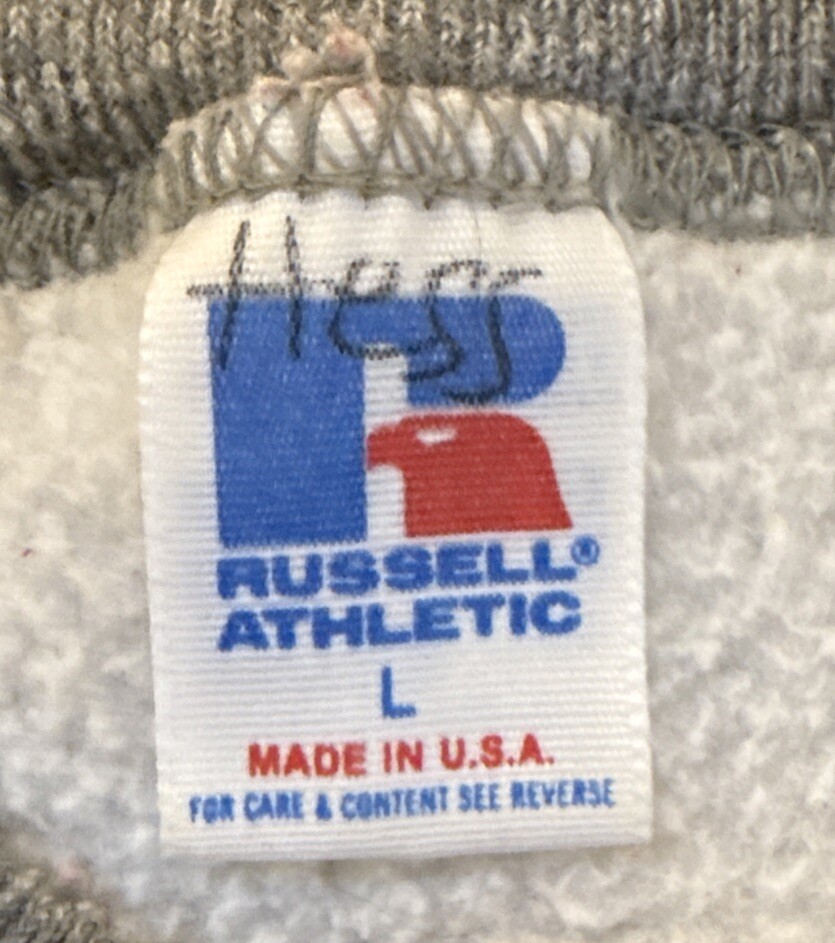 RUSSELL®
ATHLETIC
L
MADE IN U.S.A.
FOR CARE & CONTENT SEE REVERSE